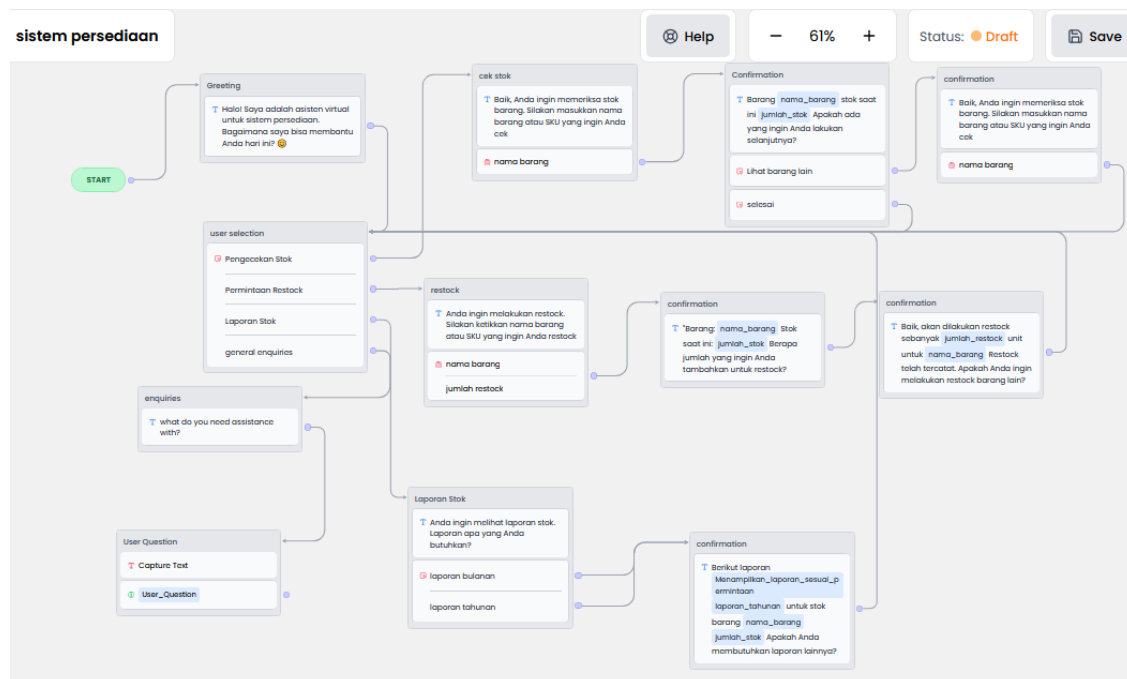 sistem persediaan
Help
61%
Status: Draft
Save
START
Greeting
Halo! Saya adalah asisten virtual
untuk sistem persediaan.
Bagaimana saya bisa membantu
Anda hari ini? 😊
cek stok
Baik, Anda ingin memeriksa stok
barang. Silakan masukkan nama
barang atau SKU yang ingin Anda
cek
nama barang
Confirmation
Barang nama_barang stok saat
ini jumlah_stok Apakah ada
yang ingin Anda lakukan
selanjutnya?
Lihat barang lain
selesai
confirmation
Baik, Anda ingin memeriksa stok
barang. Silakan masukkan nama
barang atau SKU yang ingin Anda
cek
nama barang
user selection
Pengecekan Stok
Permintaan Restock
Laporan Stok
general enquiries
restock
Anda ingin melakukan restock.
Silakan ketikkan nama barang
atau SKU yang ingin Anda restock
nama barang
jumlah restock
confirmation
"Barang: nama_barang Stok
saat ini: jumlah_stok Berapa
jumlah yang ingin Anda
tambahkan untuk restock?
confirmation
Baik, akan dilakukan restock
sebanyak jumlah_restock unit
untuk nama_barang Restock
telah tercatat. Apakah Anda ingin
melakukan restock barang lain?
enquiries
what do you need assistance
with?
User Question
Capture Text
User_Question
Laporan Stok
Anda ingin melihat laporan stok.
Laporan apa yang Anda
butuhkan?
laporan bulanan
laporan tahunan
confirmation
Berikut laporan
Menampilkan_laporan_sesuai_p
ermintaan
laporan_tahunan untuk stok
barang nama_barang
jumlah_stok Apakah Anda
membutuhkan laporan lainnya?